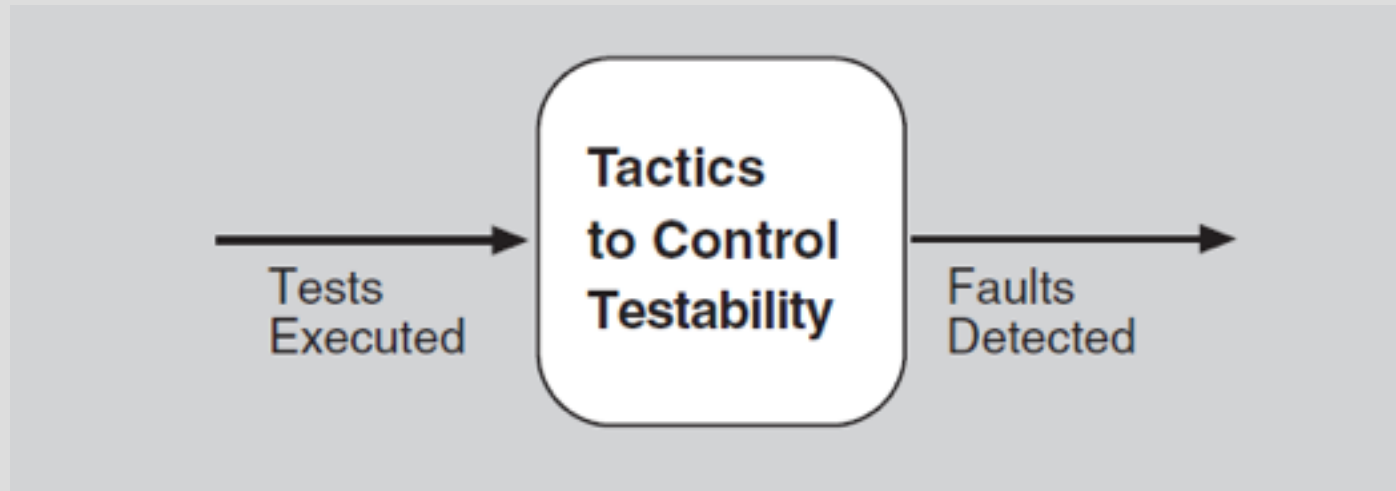 Tests
Executed
Tactics
to Control
Testability
Faults
Detected